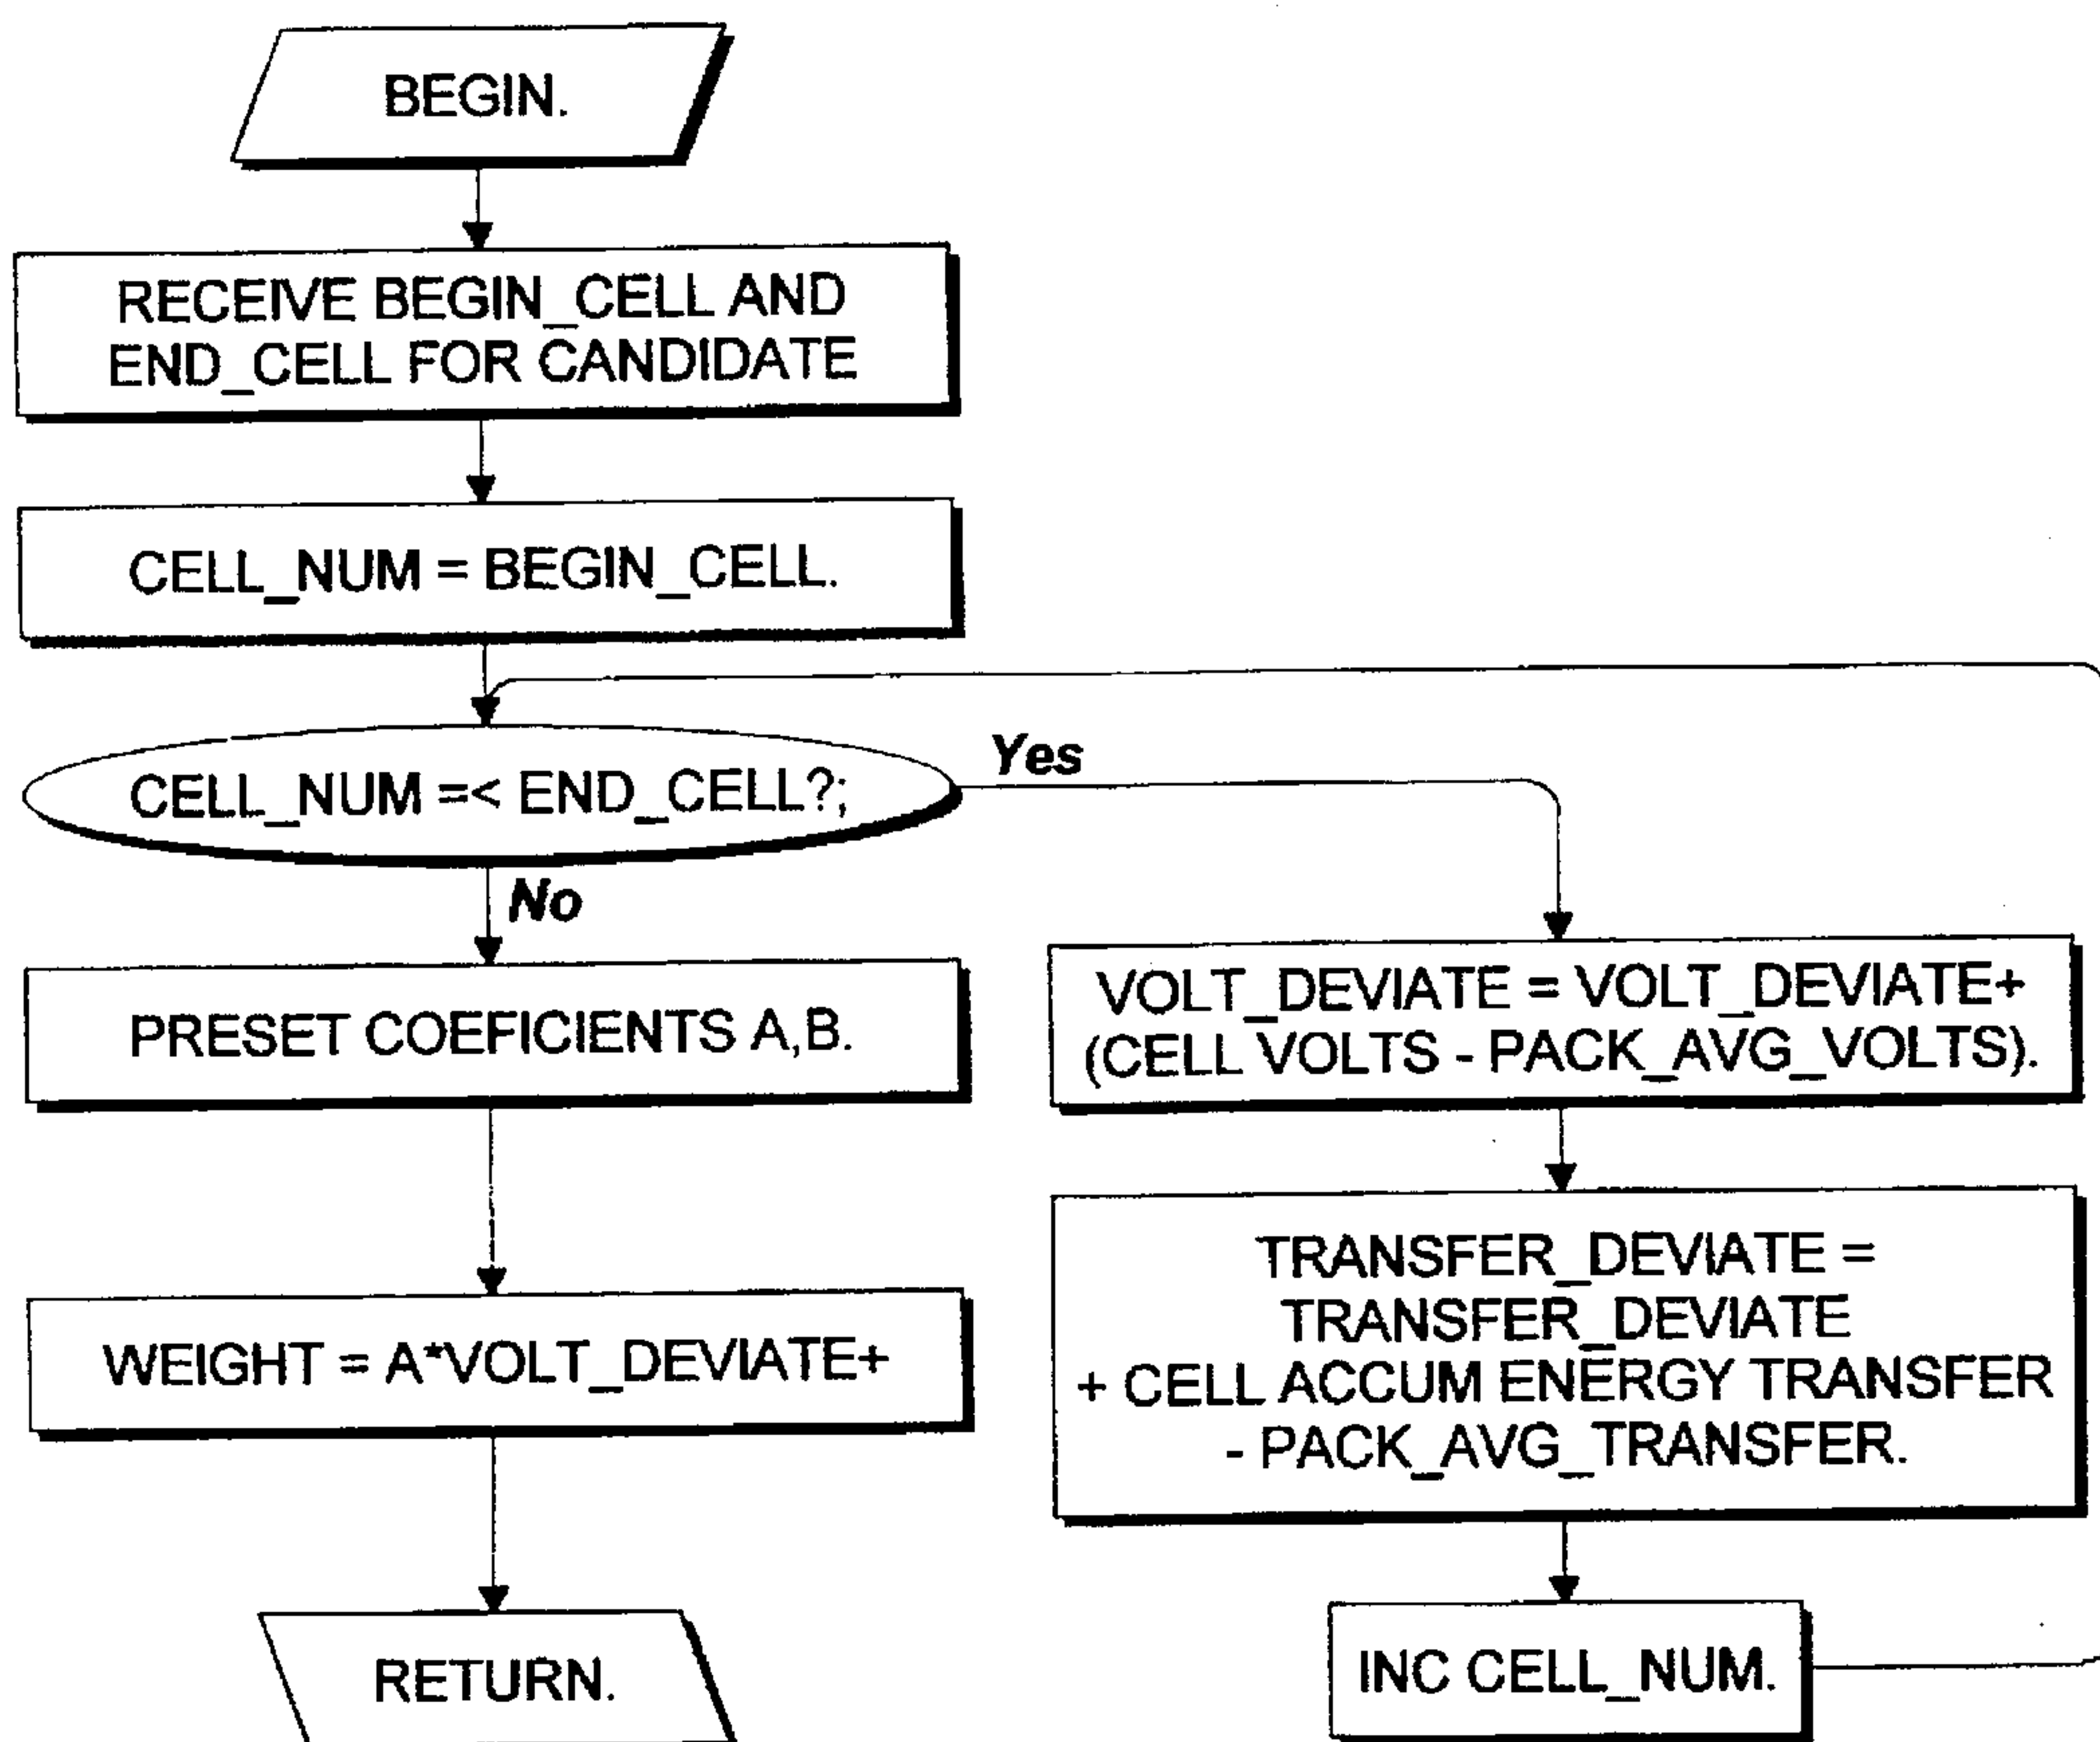 BEGIN.
RECEIVE BEGIN_CELL AND
END_CELL FOR CANDIDATE
CELL_NUM = BEGIN_CELL.
CELL_NUM =< END_CELL?;
Yes
No
PRESET COEFICIENTS A,B.
WEIGHT = A*VOLT_DEVIATE+
RETURN.
VOLT_DEVIATE = VOLT_DEVIATE+
(CELL VOLTS - PACK_AVG_VOLTS).
TRANSFER_DEVIATE =
TRANSFER_DEVIATE
+ CELL ACCUM ENERGY TRANSFER
- PACK_AVG_TRANSFER.
INC CELL_NUM.